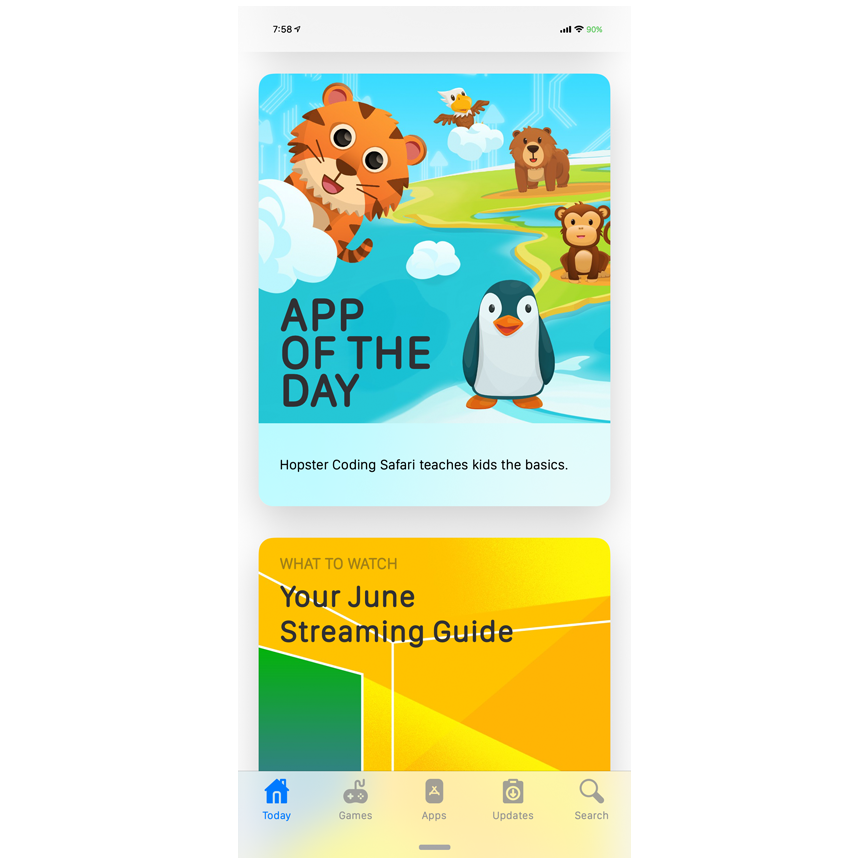 7:58
90%
APP
OF THE
DAY
Hopster Coding Safari teaches kids the basics.
WHAT TO WATCH
Your June
Streaming Guide
Today Games Apps Updates Search